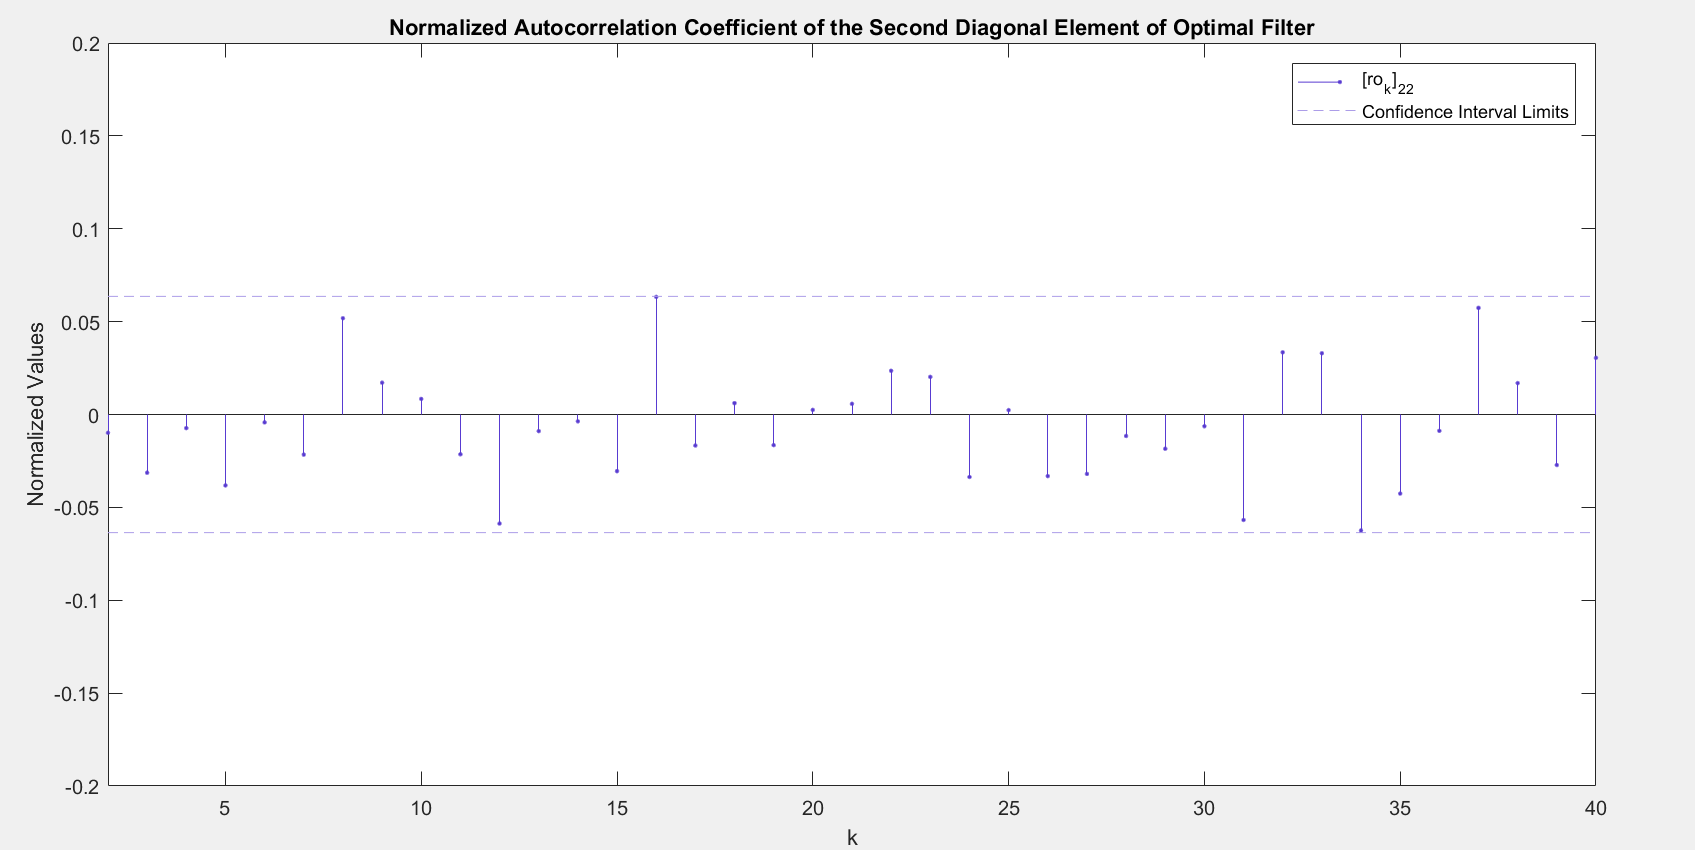 Normalized Autocorrelation Coefficient of the Second Diagonal Element of Optimal Filter
[ro_k]_22
Confidence Interval Limits
0.2
0.15
0.1
0.05
0
-0.05
-0.1
-0.15
-0.2
Normalized Values
5 10 15 20 25 30 35 40
k